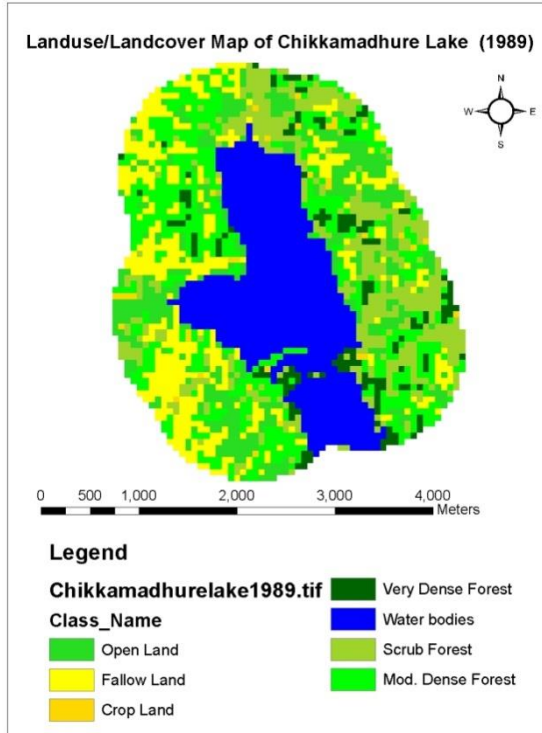 Landuse/Landcover Map of Chikkamadhure Lake (1989)
N
W E
S
0 500 1,000 2,000 3,000 4,000
Meters
Legend
Chikkamadhurelake1989.tif
Class_Name
Open Land
Fallow Land
Crop Land
Very Dense Forest
Water bodies
Scrub Forest
Mod. Dense Forest